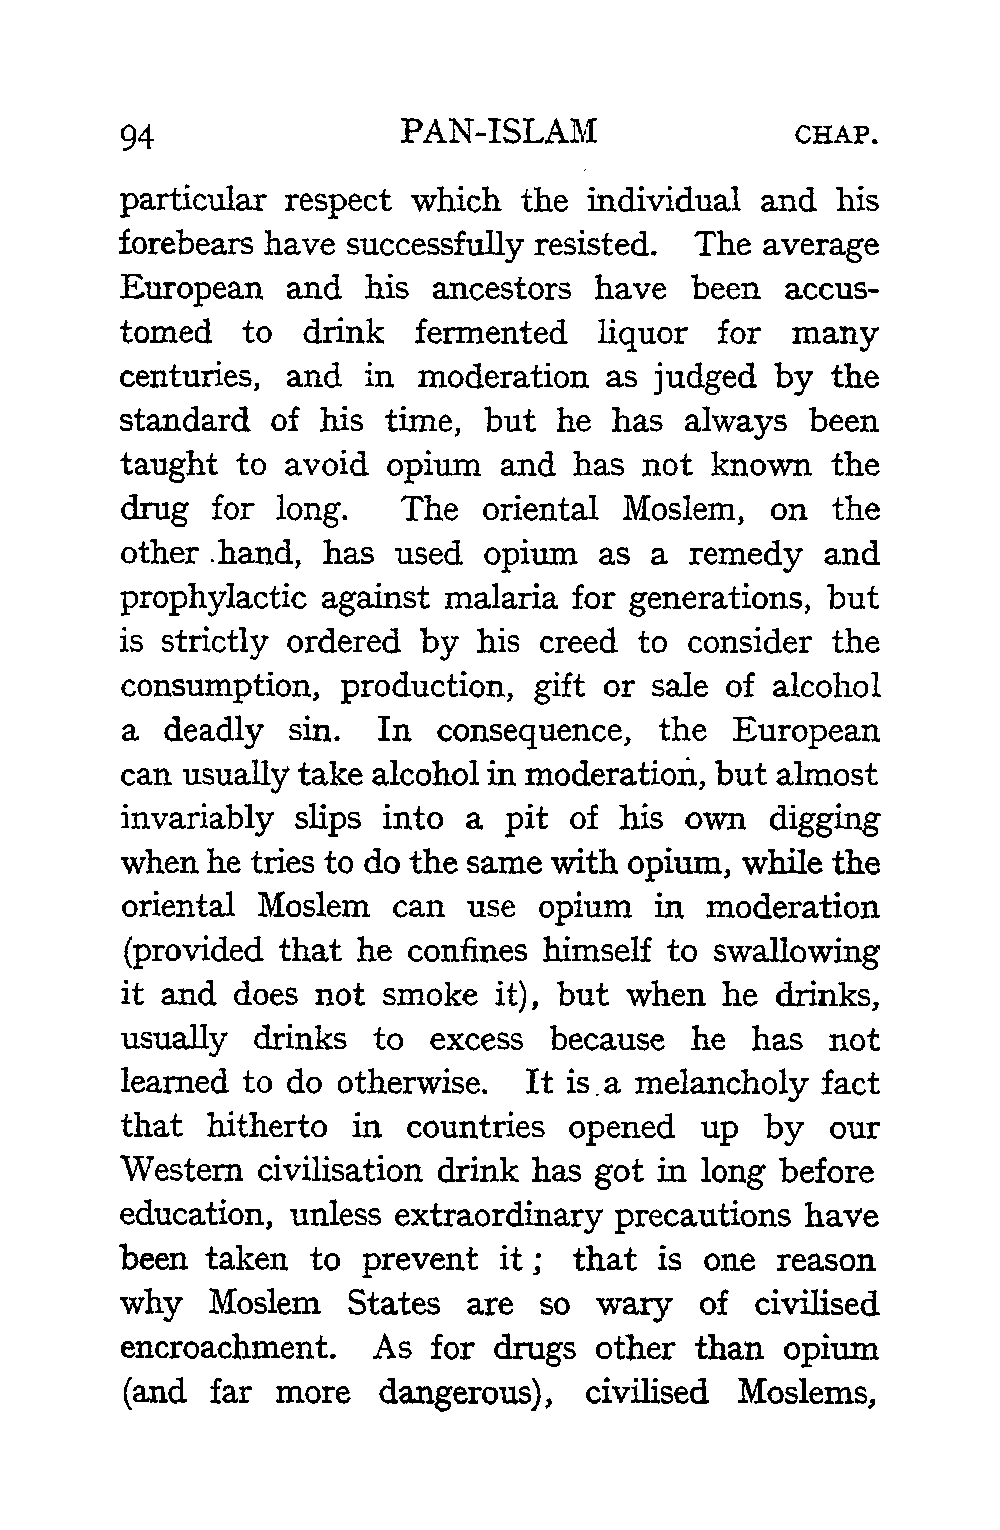 94 PAN-ISLAM CHAP.
particular respect which the individual and his
forebears have successfully resisted. The average
European and his ancestors have been accus-
tomed to drink fermented liquor for many
centuries, and in moderation as judged by the
standard of his time, but he has always been
taught to avoid opium and has not known the
drug for long. The oriental Moslem, on the
other hand, has used opium as a remedy and
prophylactic against malaria for generations, but
is strictly ordered by his creed to consider the
consumption, production, gift or sale of alcohol
a deadly sin. In consequence, the European
can usually take alcohol in moderation, but almost
invariably slips into a pit of his own digging
when he tries to do the same with opium, while the
oriental Moslem can use opium in moderation
(provided that he confines himself to swallowing
it and does not smoke it), but when he drinks,
usually drinks to excess because he has not
learned to do otherwise. It is a melancholy fact
that hitherto in countries opened up by our
Western civilisation drink has got in long before
education, unless extraordinary precautions have
been taken to prevent it ; that is one reason
why Moslem States are so wary of civilised
encroachment. As for drugs other than opium
(and far more dangerous), civilised Moslems,